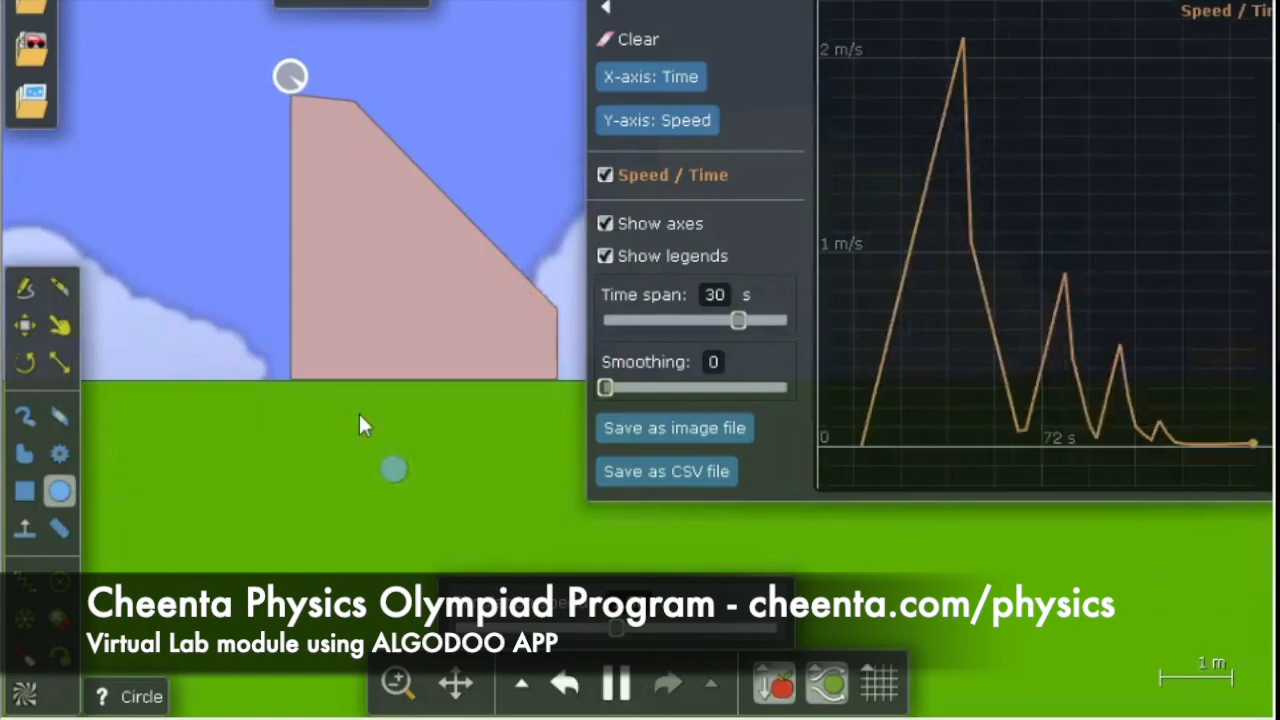 Speed / Tir
Clear
2 m/s
X-axis: Time
Y-axis: Speed
Speed / Time
Show axes
1 m/s
Show legends
Time span: 30 s
Smoothing: 0
Save as image file
0
72 s
Save as CSV file
Cheenta Physics Olympiad Program - cheenta.com/physics
Virtual Lab module using ALGODOO APP
1 m
? Circle